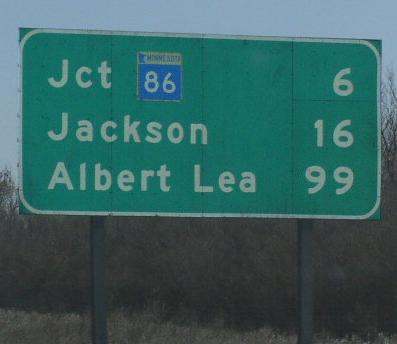 Jct MINNESOTA 86 6
Jackson 16
Albert Lea 99